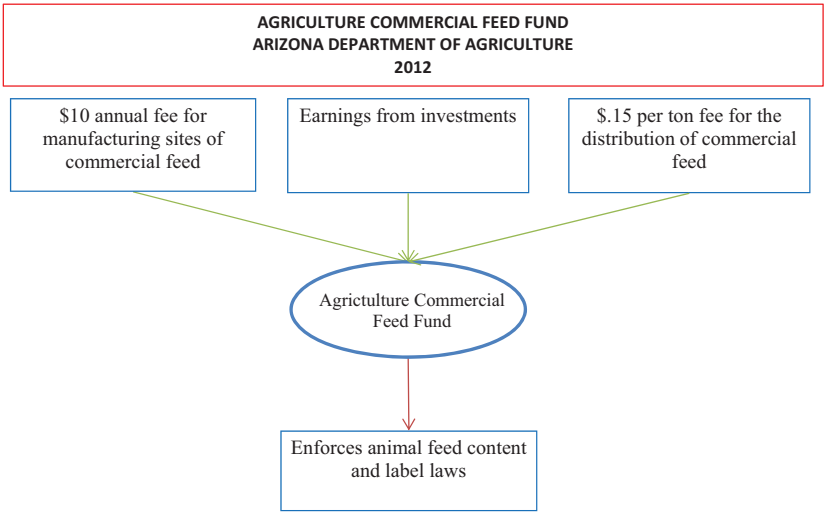 AGRICULTURE COMMERCIAL FEED FUND
ARIZONA DEPARTMENT OF AGRICULTURE
2012
$10 annual fee for
manufacturing sites of
commercial feed
Earnings from investments
$.15 per ton fee for the
distribution of commercial
feed
Agrictulture Commercial
Feed Fund
Enforces animal feed content
and label laws